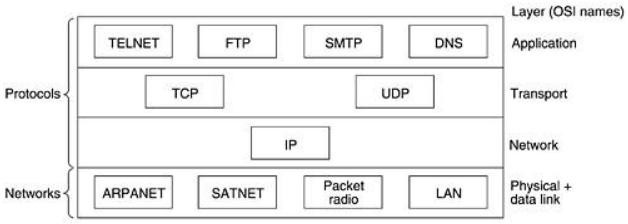 Layer (OSI names)
TELNET FTP SMTP DNS Application
Protocols TCP UDP Transport
IP Network
Networks ARPANET SATNET Packet radio LAN Physical + data link